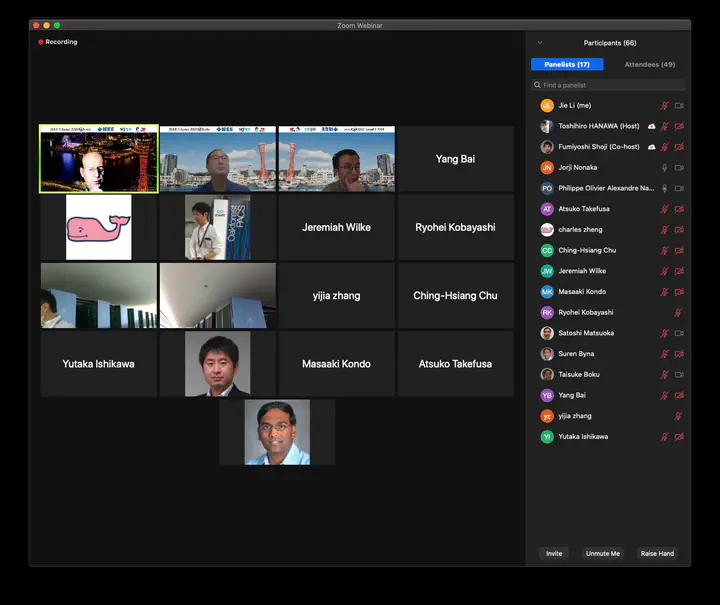 Zoom Webinar
Recording
Participants (66)
Panelists (17)
Attendees (49)
Find a panelist
Jie Li (me)
Toshihiro HANAWA (Host)
Fumiyoshi Shoji (Co-host)
JN Jorji Nonaka
PO Philippe Olivier Alexandre Na...
AT Atsuko Takefusa
charles zheng
CC Ching-Hsiang Chu
JW Jeremiah Wilke
MK Masaaki Kondo
RK Ryohei Kobayashi
Satoshi Matsuoka
Suren Byna
Taisuke Boku
YB Yang Bai
yz yijia zhang
YI Yutaka Ishikawa
IEEE
IEEE
Yang Bai
Oakforest
PACS
Jeremiah Wilke
Ryohei Kobayashi
yijia zhang
Ching-Hsiang Chu
Yutaka Ishikawa
Masaaki Kondo
Atsuko Takefusa
Invite
Unmute Me
Raise Hand